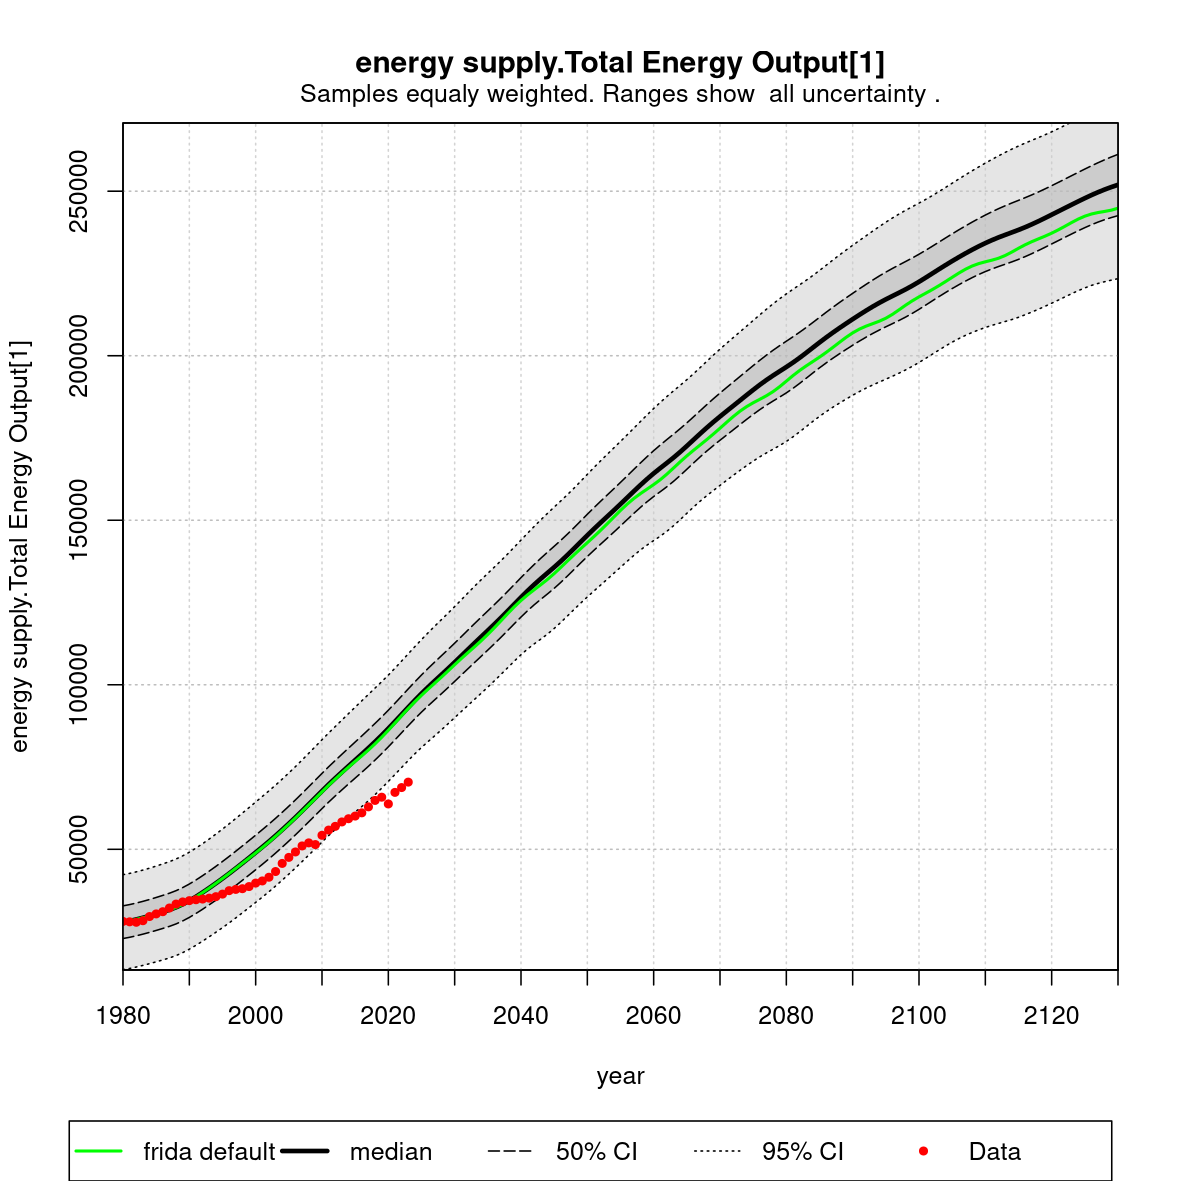 energy supply.Total Energy Output[1]
Samples equaly weighted. Ranges show  all uncertainty .
energy supply.Total Energy Output[1]
250000
200000
150000
100000
50000
1980 2000 2020 2040 2060 2080 2100 2120
year
frida default median 50% CI 95% CI Data